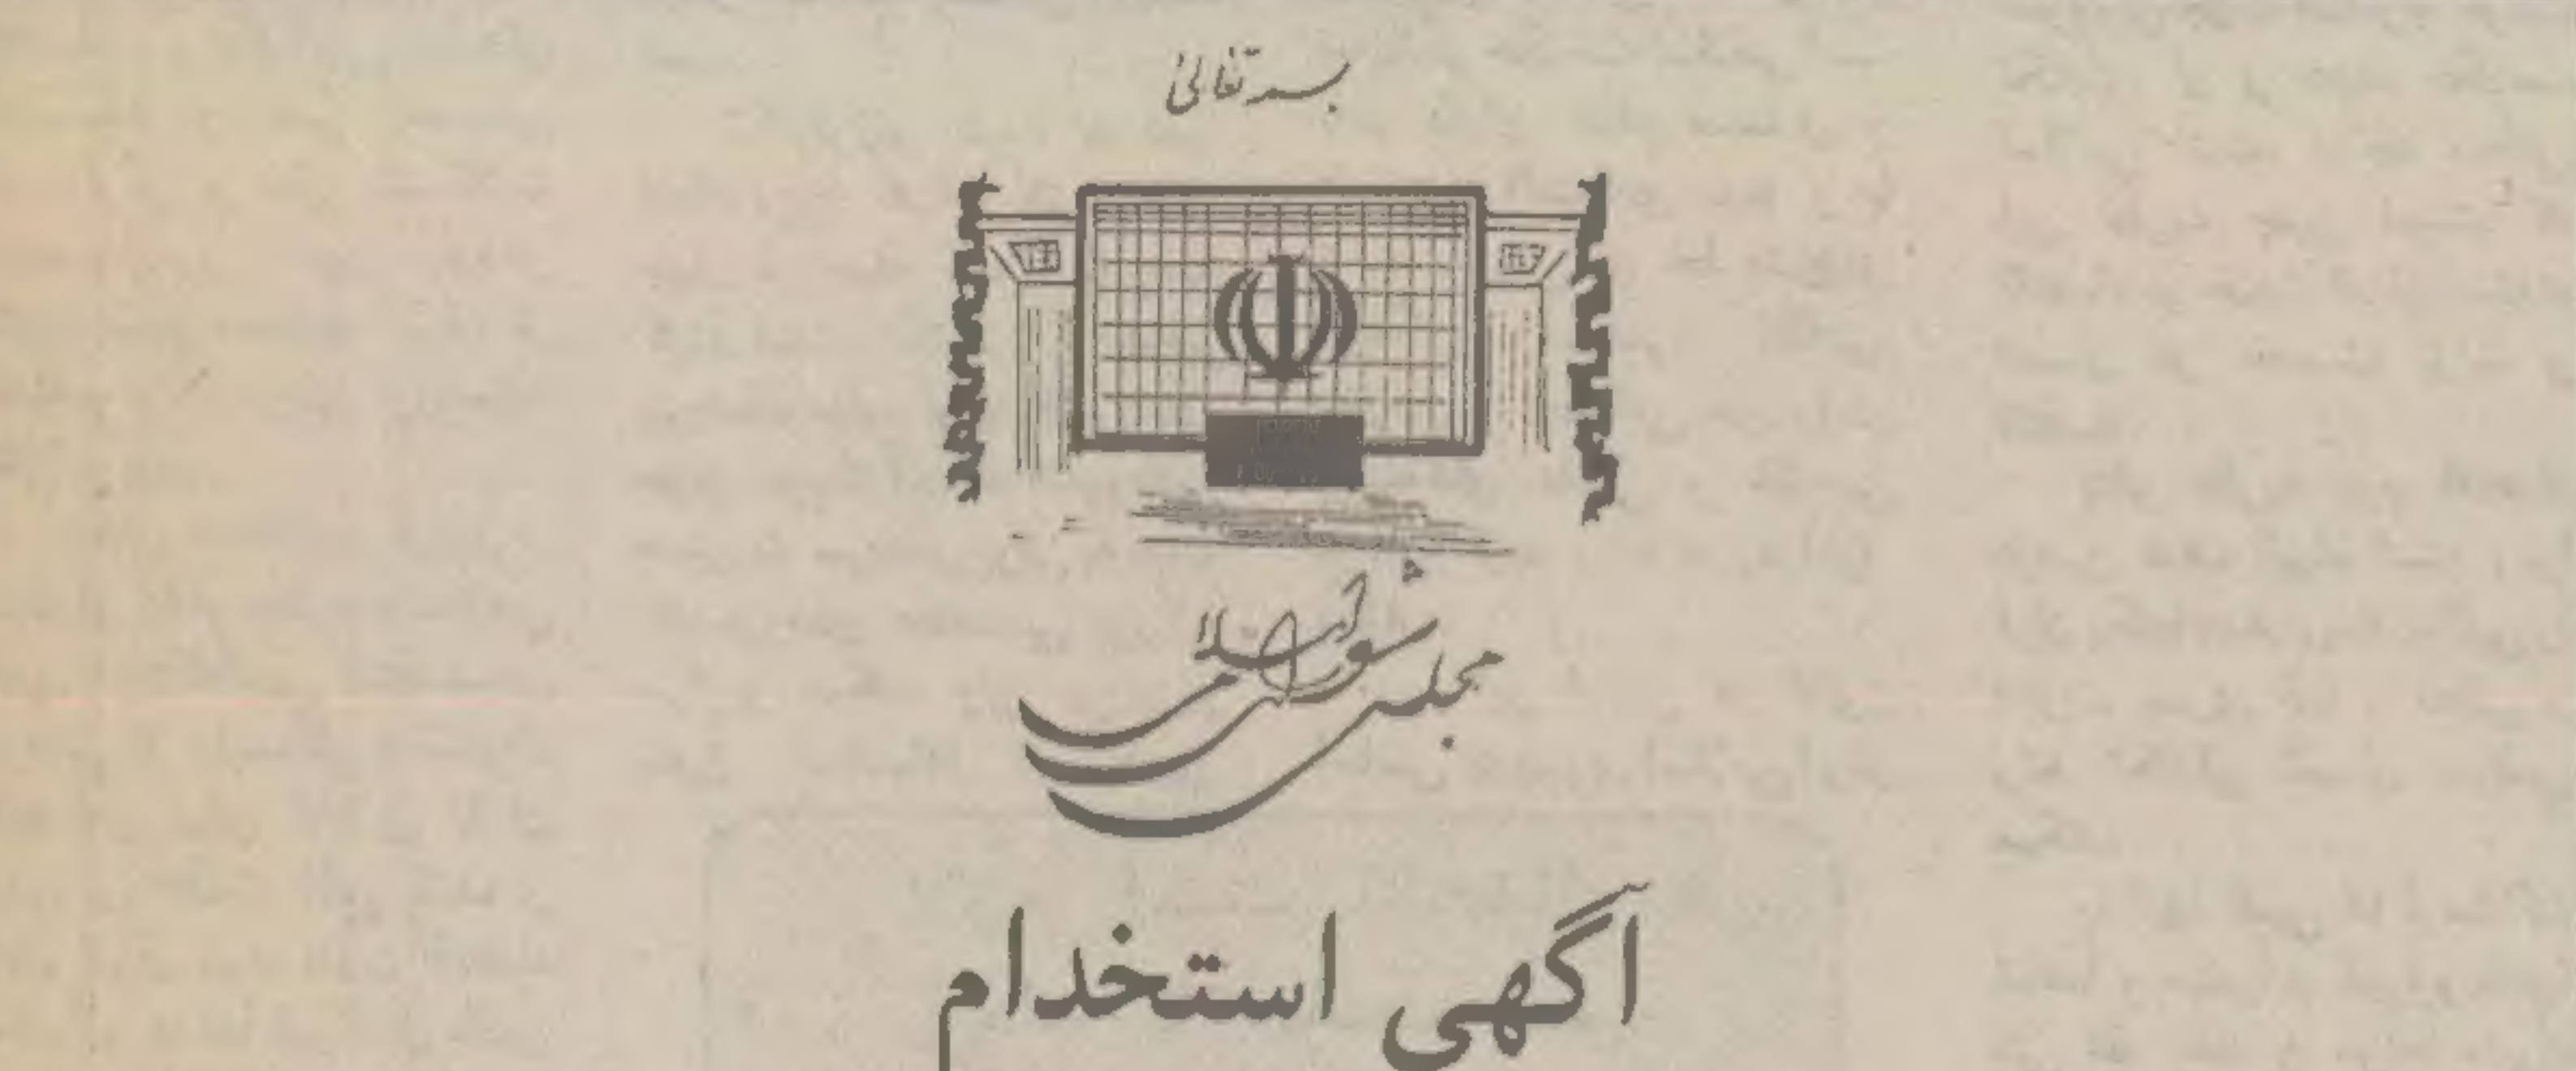 بسمه تعالی
مجلس شورای اسلامی
آگهی استخدام